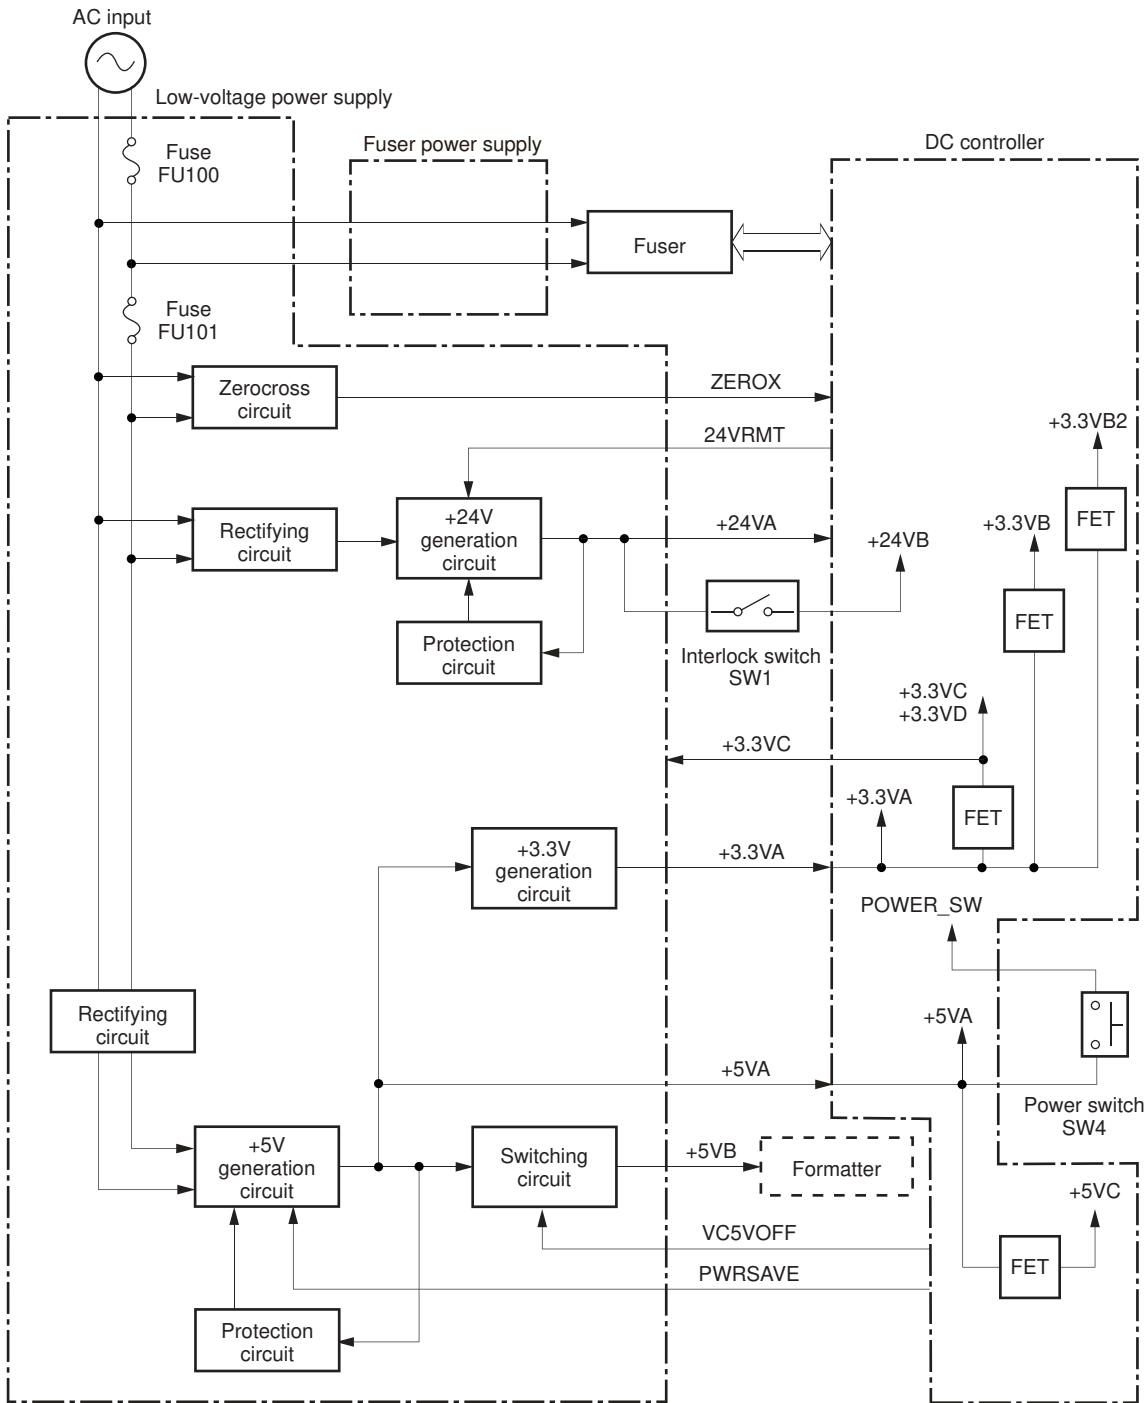 AC input
Low-voltage power supply
Fuse
FU100
Fuser power supply
DC controller
Fuser
Fuse
FU101
Zerocross
circuit
ZEROX
24VRMT
+3.3VB2
FET
Rectifying
circuit
+24V
generation
circuit
+24VA
+24VB
+3.3VB
FET
Protection
circuit
Interlock switch
SW1
+3.3VC
+3.3VD
+3.3VC
+3.3VA
FET
+3.3V
generation
circuit
+3.3VA
POWER_SW
Rectifying
circuit
+5VA
+5VA
Power switch
SW4
+5V
generation
circuit
Switching
circuit
+5VB
Formatter
+5VC
VC5VOFF
FET
PWRSAVE
Protection
circuit